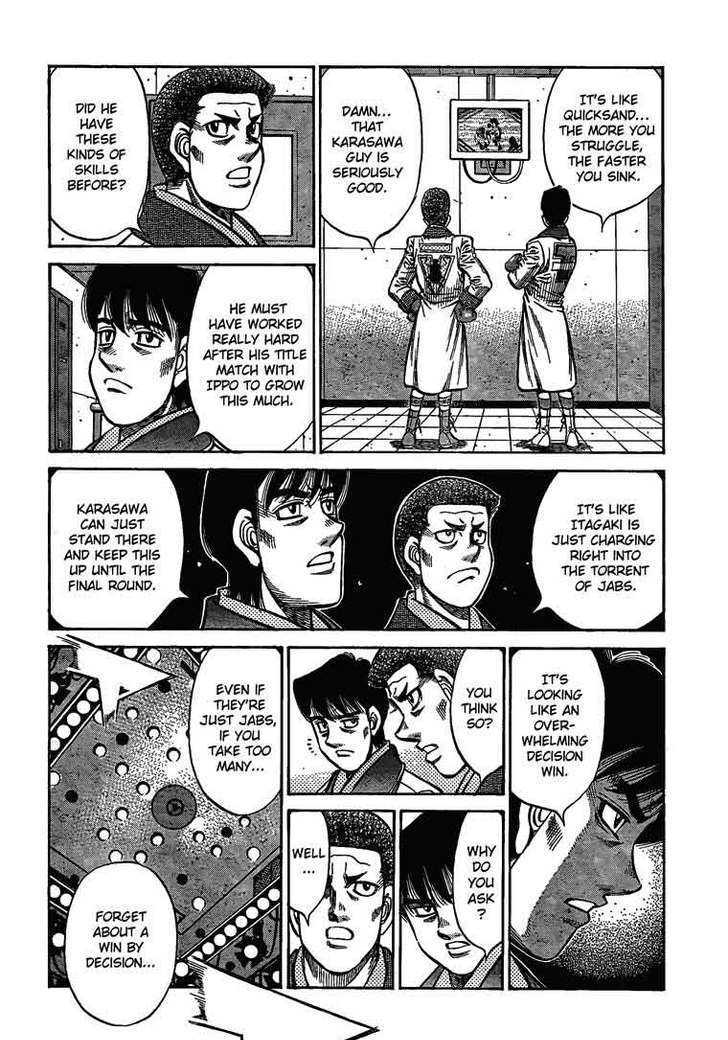 IT'S LIKE
QUICKSAND...
THE MORE YOU
STRUGGLE,
THE FASTER
YOU SINK.
DAMN...
THAT
KARASAWA
GUY IS
SERIOUSLY
GOOD.
DID HE
HAVE
THESE
KINDS OF
SKILLS
BEFORE?
HE MUST
HAVE WORKED
REALLY HARD
AFTER HIS TITLE
MATCH WITH
IPPO TO GROW
THIS MUCH.
IT'S LIKE
ITAGAKI IS
JUST CHARGING
RIGHT INTO
THE TORRENT
OF JABS.
KARASAWA
CAN JUST
STAND THERE
AND KEEP THIS
UP UNTIL THE
FINAL ROUND.
IT'S
LOOKING
LIKE AN
OVER-
WHELMING
DECISION
WIN.
YOU
THINK
SO?
WHY
DO YOU
ASK?
WELL
...
EVEN IF
THEY'RE
JUST JABS,
IF YOU
TAKE TOO
MANY...
FORGET
ABOUT A
WIN BY
DECISION...